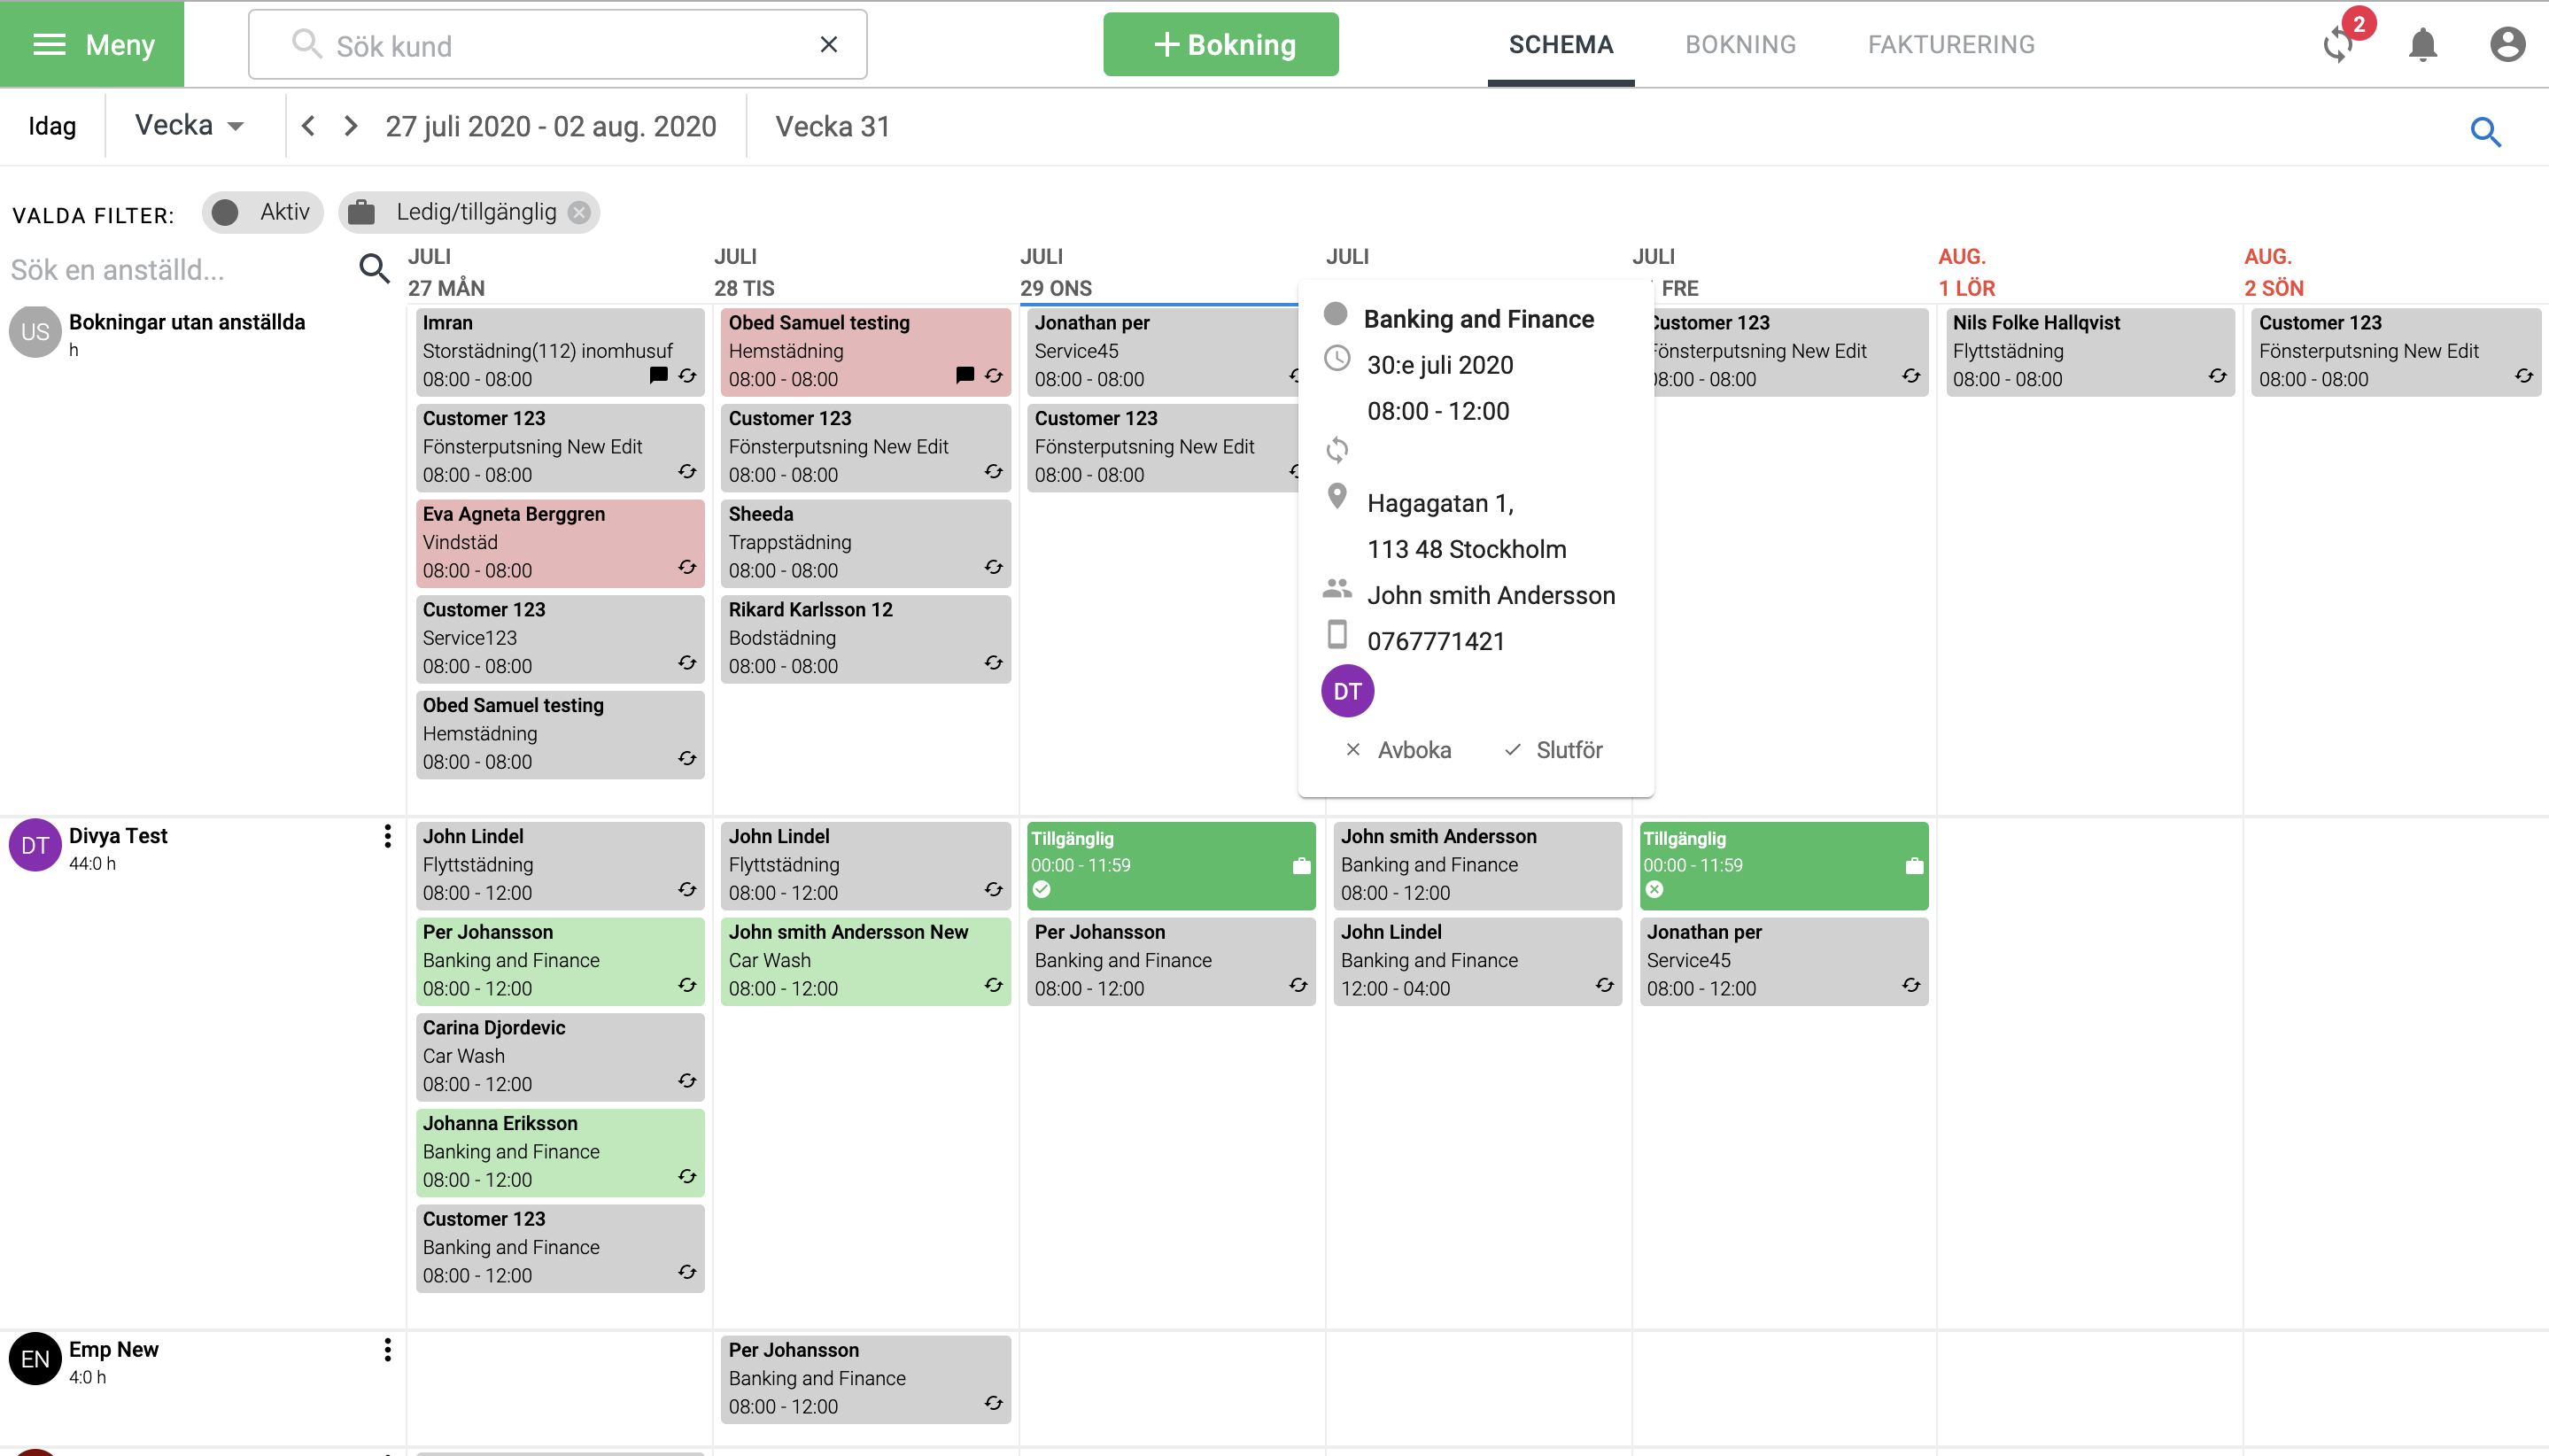 Meny
Sök kund
+ Bokning
SCHEMA
BOKNING
FAKTURERING
2
Idag
Vecka
27 juli 2020 - 02 aug. 2020
Vecka 31
VALDA FILTER:
Aktiv
Ledig/tillgänglig
Sök en anställd...
JULI
27 MÅN
JULI
28 TIS
JULI
29 ONS
JULI
JULI
FRE
AUG.
1 LÖR
AUG.
2 SÖN
US
Bokningar utan anställda
h
Imran
Storstädning(112) inomhusuf
08:00 - 08:00
Customer 123
Fönsterputsning New Edit
08:00 - 08:00
Eva Agneta Berggren
Vindstäd
08:00 - 08:00
Customer 123
Service123
08:00 - 08:00
Obed Samuel testing
Hemstädning
08:00 - 08:00
Obed Samuel testing
Hemstädning
08:00 - 08:00
Customer 123
Fönsterputsning New Edit
08:00 - 08:00
Sheeda
Trappstädning
08:00 - 08:00
Rikard Karlsson 12
Bodstädning
08:00 - 08:00
Jonathan per
Service45
08:00 - 08:00
Customer 123
Fönsterputsning New Edit
08:00 - 08:00
Banking and Finance
30:e juli 2020
08:00 - 12:00
Hagagatan 1,
113 48 Stockholm
John smith Andersson
0767771421
DT
Avboka
Slutför
Customer 123
Fönsterputsning New Edit
08:00 - 08:00
Nils Folke Hallqvist
Flyttstädning
08:00 - 08:00
Customer 123
Fönsterputsning New Edit
08:00 - 08:00
DT
Divya Test
44:0 h
John Lindel
Flyttstädning
08:00 - 12:00
Per Johansson
Banking and Finance
08:00 - 12:00
Carina Djordevic
Car Wash
08:00 - 12:00
Johanna Eriksson
Banking and Finance
08:00 - 12:00
Customer 123
Banking and Finance
08:00 - 12:00
John Lindel
Flyttstädning
08:00 - 12:00
John smith Andersson New
Car Wash
08:00 - 12:00
Tillgänglig
00:00 - 11:59
Per Johansson
Banking and Finance
08:00 - 12:00
John smith Andersson
Banking and Finance
08:00 - 12:00
John Lindel
Banking and Finance
12:00 - 04:00
Tillgänglig
00:00 - 11:59
Jonathan per
Service45
08:00 - 12:00
EN
Emp New
4:0 h
Per Johansson
Banking and Finance
08:00 - 12:00